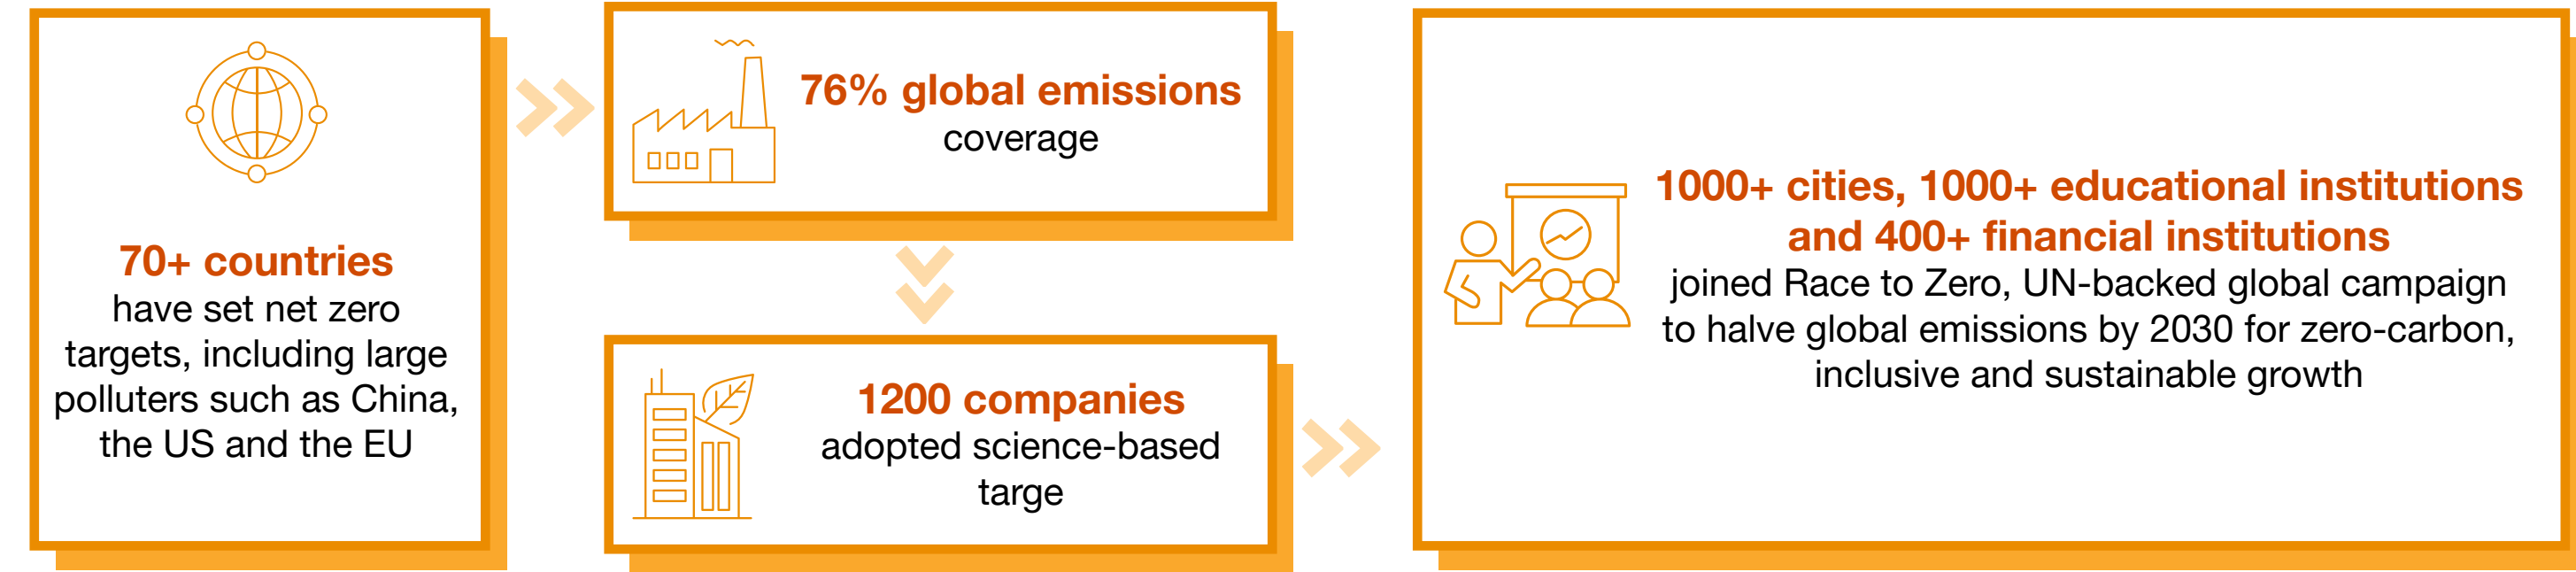 70+ countries
have set net zero
targets, including large
polluters such as China,
the US and the EU
76% global emissions
coverage
1200 companies
adopted science-based
targe
1000+ cities, 1000+ educational institutions
and 400+ financial institutions
joined Race to Zero, UN-backed global campaign
to halve global emissions by 2030 for zero-carbon,
inclusive and sustainable growth